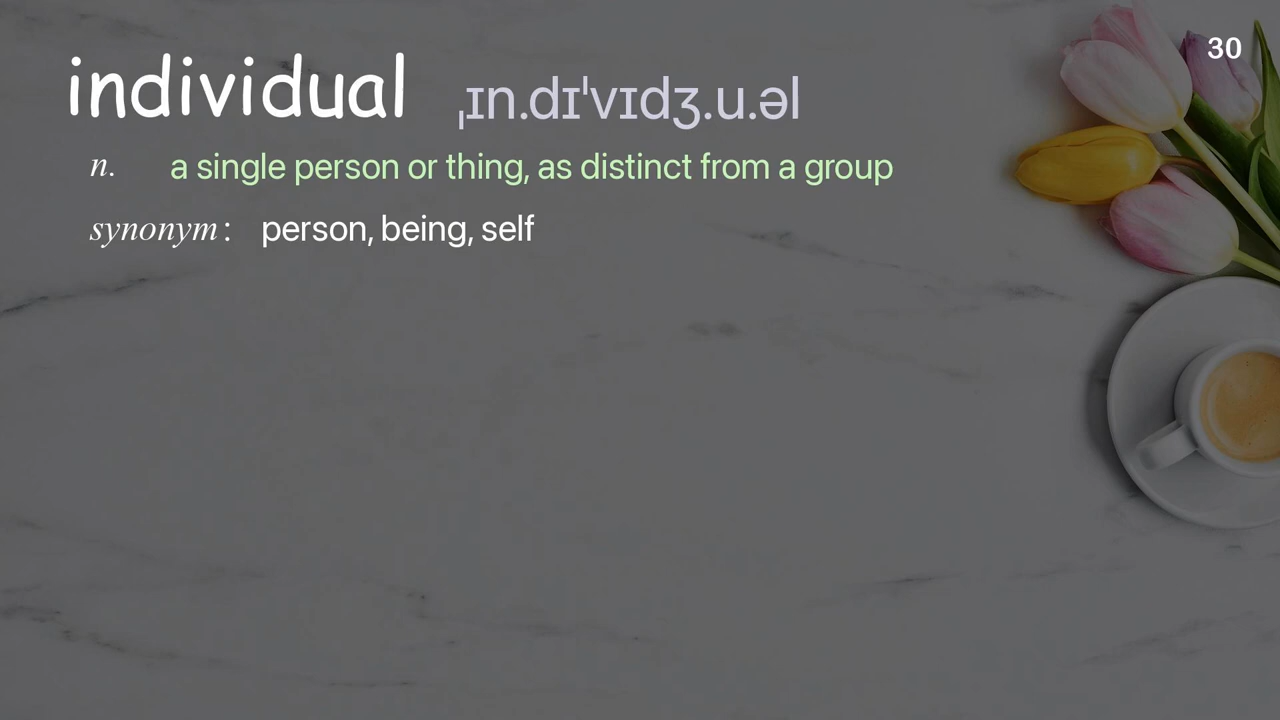 30
individual ˌɪn.dɪˈvɪdʒ.u.əl
n. a single person or thing, as distinct from a group
synonym : person, being, self